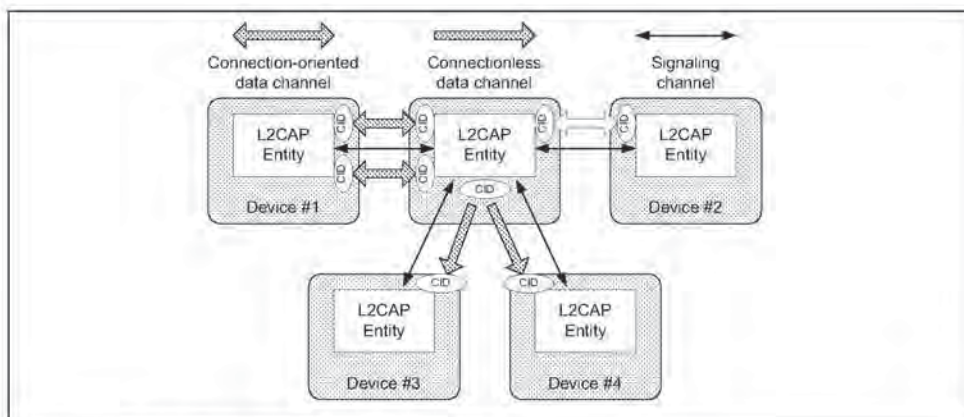 Connection-oriented
data channel
Connectionless
data channel
Signaling
channel
CID
CID
CID
CID
CID
CID
L2CAP
Entity
L2CAP
Entity
L2CAP
Entity
CID
Device #1
Device #2
CID
CID
L2CAP
Entity
L2CAP
Entity
Device #3
Device #4